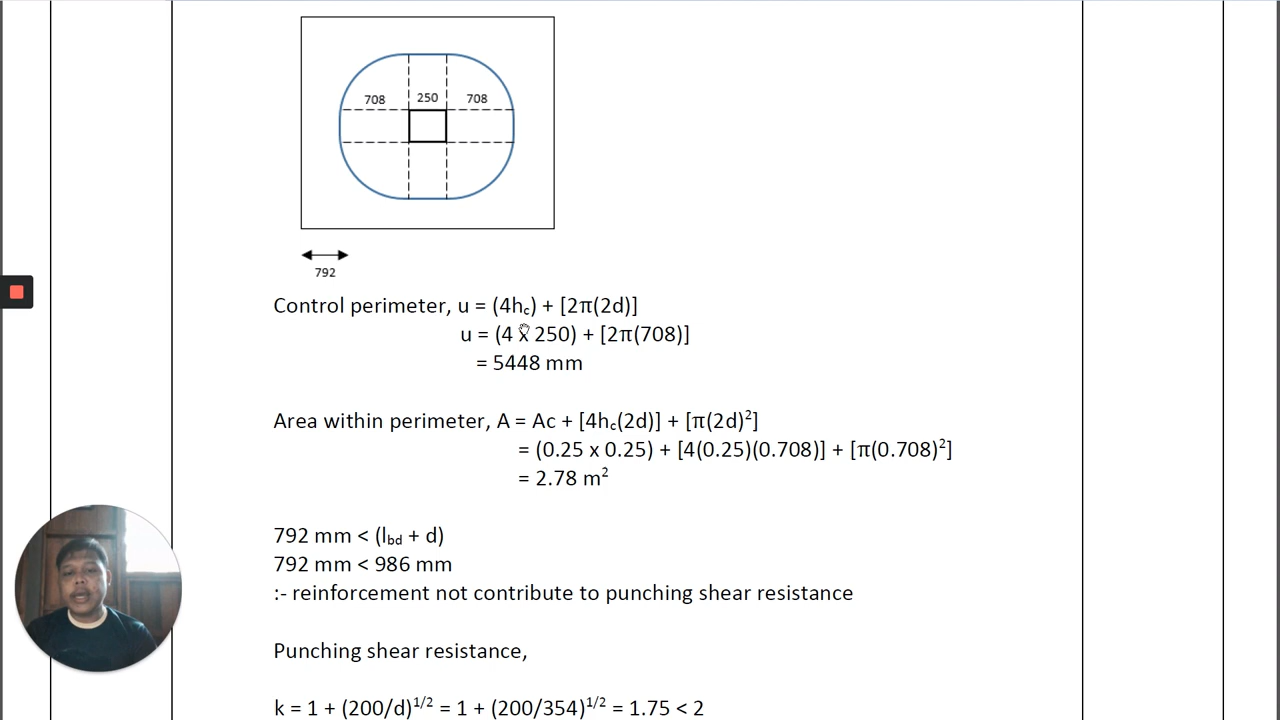 708 250 708
792
Control perimeter, u = (4hc) + [2π(2d)]
u = (4 x 250) + [2π(708)]
= 5448 mm
Area within perimeter, A = Ac + [4hc(2d)] + [π(2d)²]
= (0.25 x 0.25) + [4(0.25)(0.708)] + [π(0.708)²]
= 2.78 m²
792 mm < (lbd + d)
792 mm < 986 mm
:- reinforcement not contribute to punching shear resistance
Punching shear resistance,
k = 1 + (200/d)^1/2 = 1 + (200/354)^1/2 = 1.75 < 2